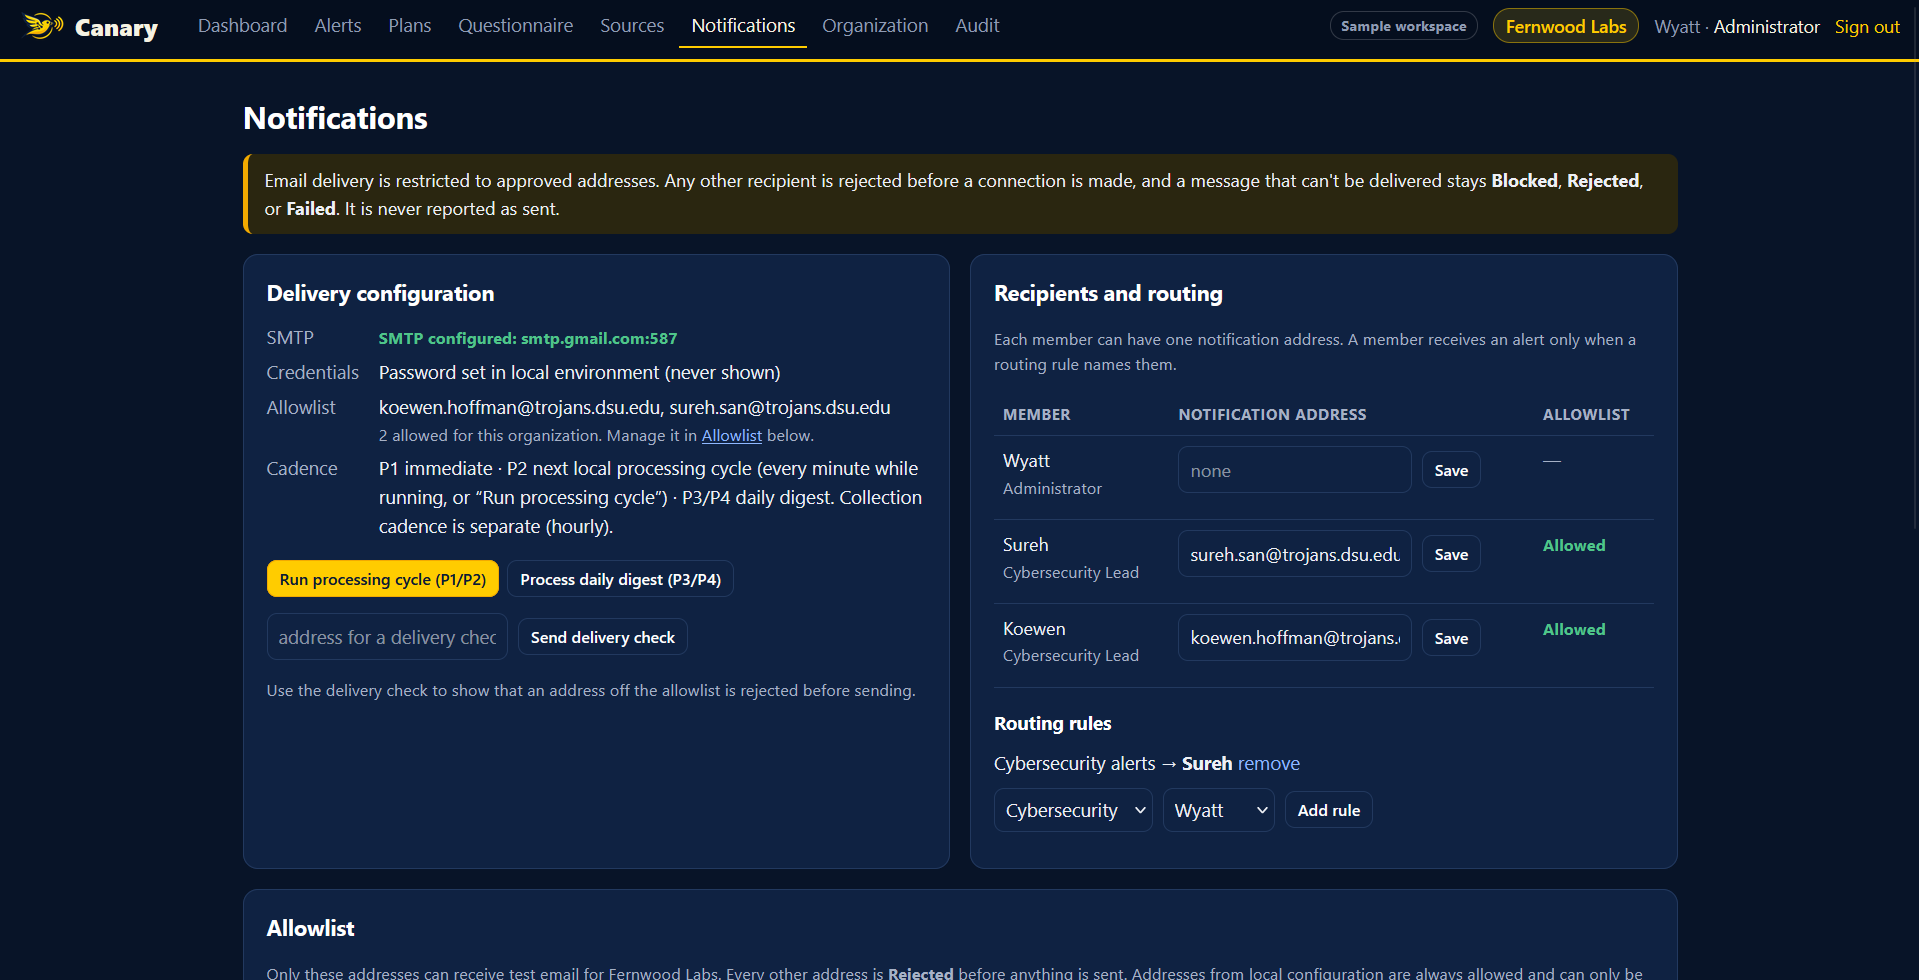 Canary
Dashboard Alerts Plans Questionnaire Sources Notifications Organization Audit
Sample workspace Fernwood Labs Wyatt · Administrator Sign out
Notifications
Email delivery is restricted to approved addresses. Any other recipient is rejected before a connection is made, and a message that can't be delivered stays Blocked, Rejected,
or Failed. It is never reported as sent.
Delivery configuration
SMTP SMTP configured: smtp.gmail.com:587
Credentials Password set in local environment (never shown)
Allowlist koewen.hoffman@trojans.dsu.edu, sureh.san@trojans.dsu.edu
2 allowed for this organization. Manage it in Allowlist below.
Cadence P1 immediate · P2 next local processing cycle (every minute while
running, or “Run processing cycle”) · P3/P4 daily digest. Collection
cadence is separate (hourly).
Run processing cycle (P1/P2) Process daily digest (P3/P4)
address for a delivery chec Send delivery check
Use the delivery check to show that an address off the allowlist is rejected before sending.
Recipients and routing
Each member can have one notification address. A member receives an alert only when a
routing rule names them.
MEMBER NOTIFICATION ADDRESS ALLOWLIST
Wyatt none Save —
Administrator
Sureh sureh.san@trojans.dsu.edu Save Allowed
Cybersecurity Lead
Koewen koewen.hoffman@trojans. Save Allowed
Cybersecurity Lead
Routing rules
Cybersecurity alerts → Sureh remove
Cybersecurity Wyatt Add rule
Allowlist
Only these addresses can receive test email for Fernwood Labs. Every other address is Rejected before anything is sent. Addresses from local configuration are always allowed and can only be